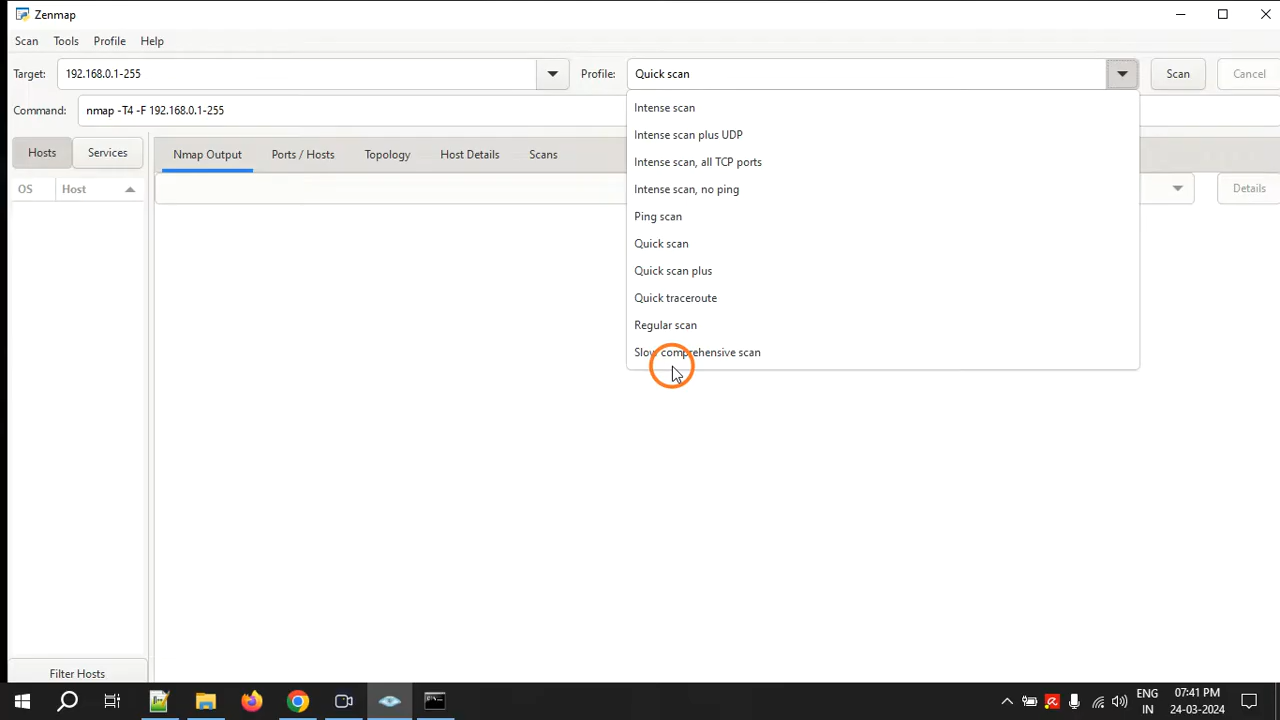 Zenmap
Scan Tools Profile Help
Target: 192.168.0.1-255 Profile: Quick scan Scan Cancel
Command: nmap -T4 -F 192.168.0.1-255
Intense scan
Intense scan plus UDP
Intense scan, all TCP ports
Intense scan, no ping
Ping scan
Quick scan
Quick scan plus
Quick traceroute
Regular scan
Slow comprehensive scan
Hosts Services
Nmap Output Ports / Hosts Topology Host Details Scans
OS Host
Details
Filter Hosts
ENG 07:41 PM
IN 24-03-2024